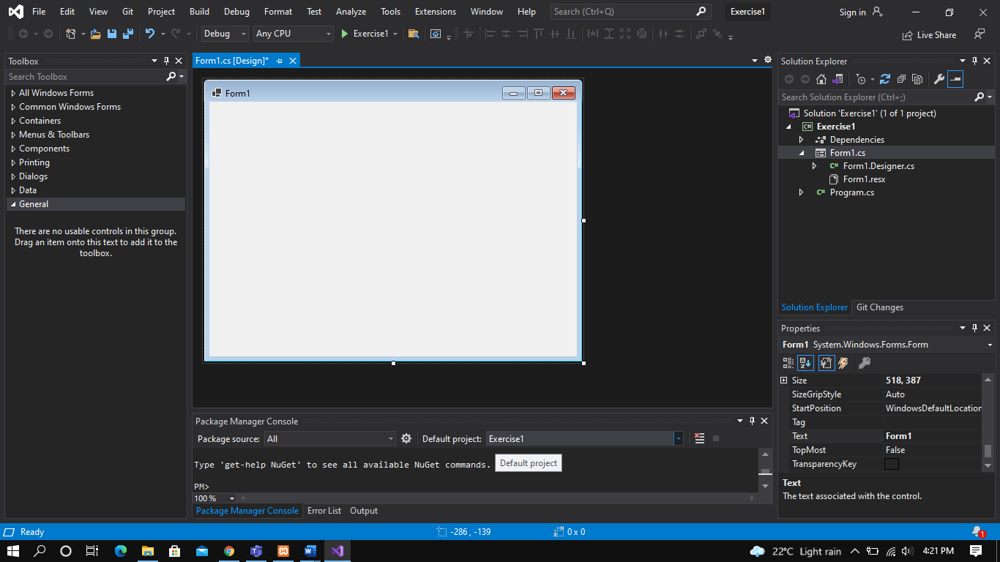 File Edit View Git Project Build Debug Format Test Analyze Tools Extensions Window Help Search (Ctrl+Q) Exercise1 Sign in
Debug Any CPU Exercise1 Live Share
Toolbox
Search Toolbox
All Windows Forms
Common Windows Forms
Containers
Menus & Toolbars
Components
Printing
Dialogs
Data
General
There are no usable controls in this group.
Drag an item onto this text to add it to the
toolbox.
Form1.cs [Design]*
Form1
Package Manager Console
Package source: All Default project: Exercise1
Type 'get-help NuGet' to see all available NuGet commands.
Default project
PM>
100 %
Package Manager Console Error List Output
Solution Explorer
Search Solution Explorer (Ctrl+;)
Solution 'Exercise1' (1 of 1 project)
C# Exercise1
Dependencies
Form1.cs
C# Form1.Designer.cs
Form1.resx
C# Program.cs
Solution Explorer Git Changes
Properties
Form1 System.Windows.Forms.Form
Size 518, 387
SizeGripStyle Auto
StartPosition WindowsDefaultLocation
Tag
Text Form1
TopMost False
TransparencyKey
Text
The text associated with the control.
Ready -286 , -139 0 x 0 1
22°C Light rain 4:21 PM